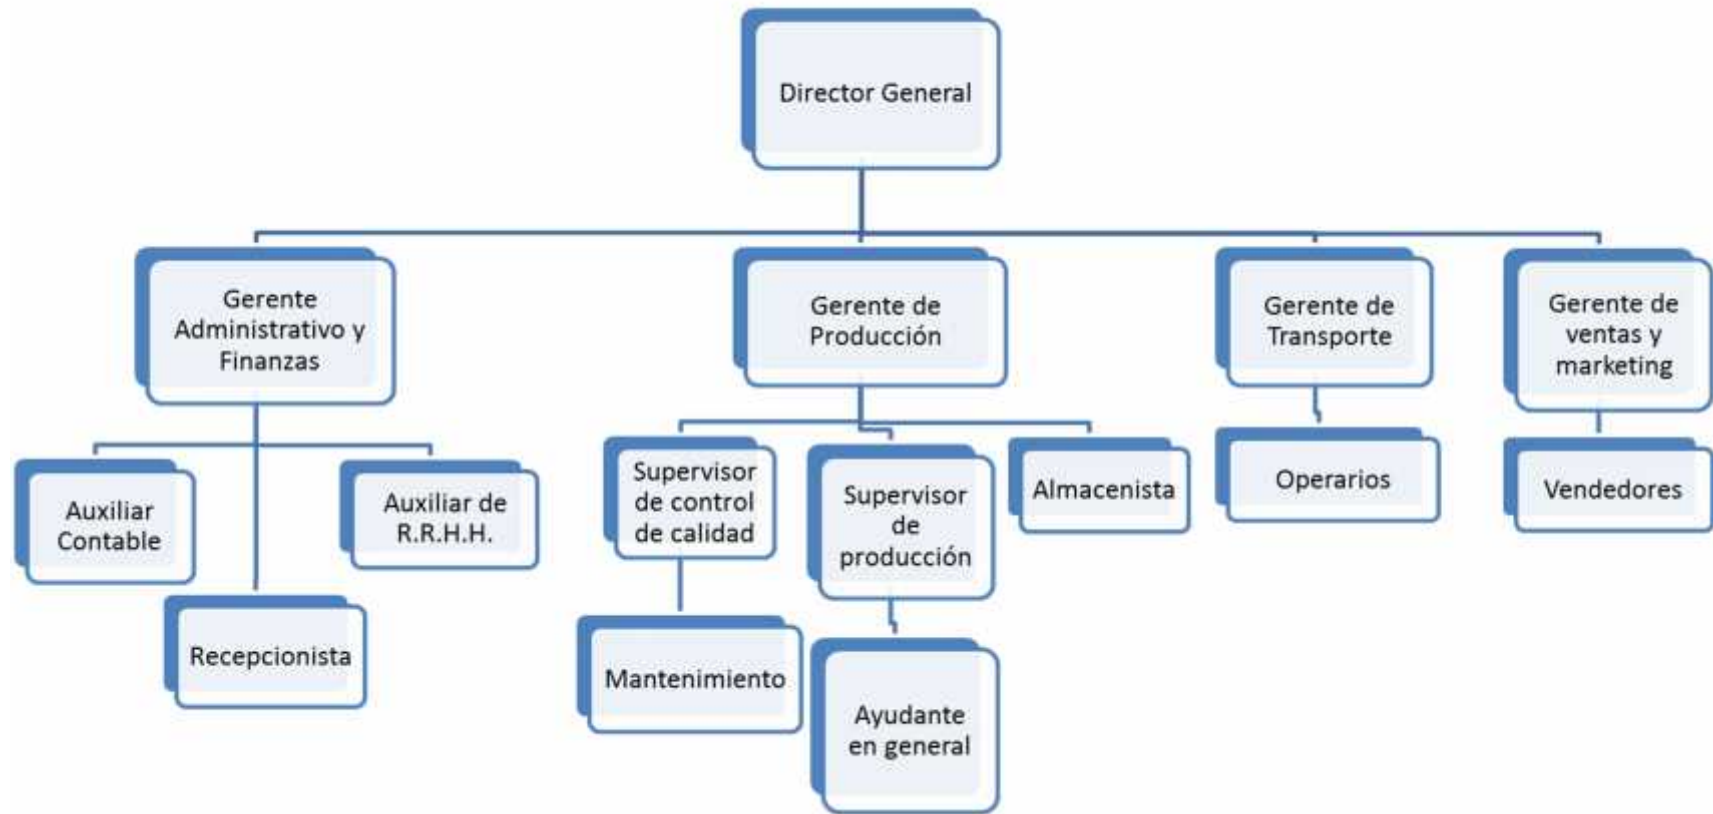 Director General
Gerente
Administrativo y
Finanzas
Gerente de
Producción
Gerente de
Transporte
Gerente de
ventas y
marketing
Auxiliar
Contable
Auxiliar de
R.R.H.H.
Recepcionista
Supervisor
de control
de calidad
Supervisor
de
producción
Almacenista
Operarios
Vendedores
Mantenimiento
Ayudante
en general